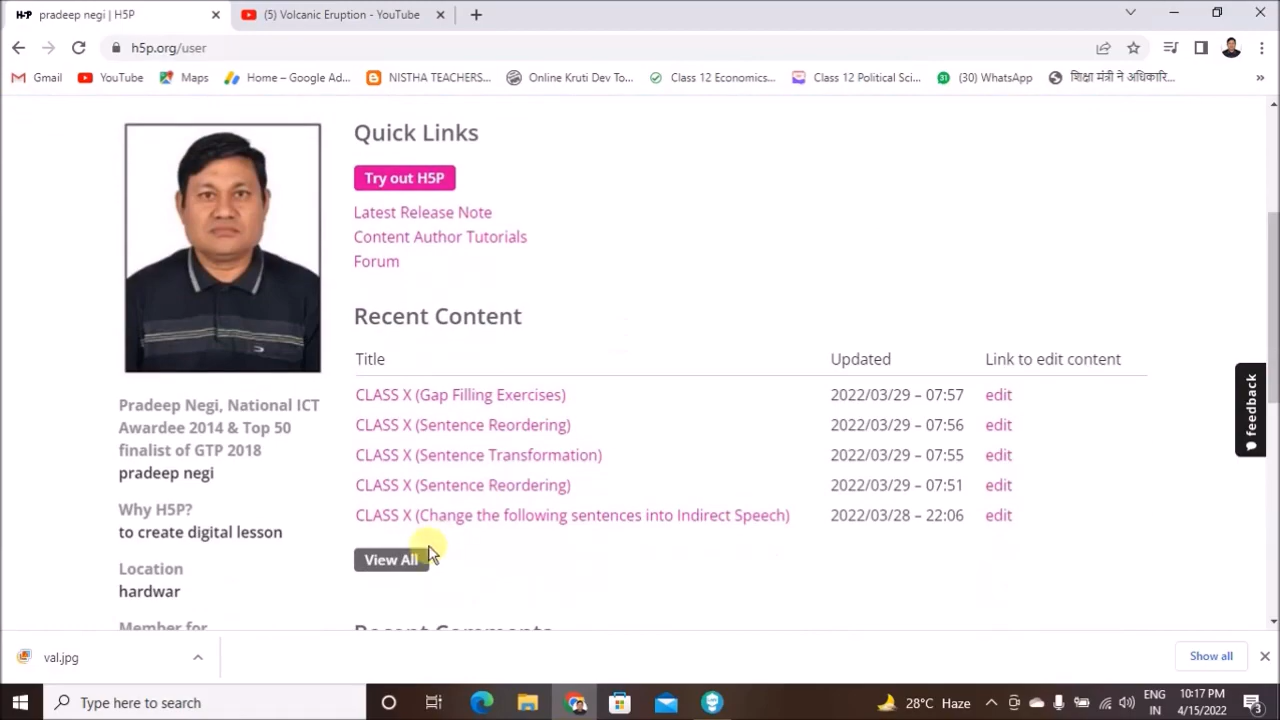 H-P pradeep negi | H5P
(5) Volcanic Eruption - YouTube
h5p.org/user
Gmail
YouTube
Maps
Home – Google Ad...
NISTHA TEACHERS...
Online Kruti Dev To...
Class 12 Economics...
Class 12 Political Sci...
(30) WhatsApp
शिक्षा मंत्री ने अधिकारि...
»
Quick Links
Try out H5P
Latest Release Note
Content Author Tutorials
Forum
Recent Content
Title Updated Link to edit content
CLASS X (Gap Filling Exercises) 2022/03/29 – 07:57 edit
CLASS X (Sentence Reordering) 2022/03/29 – 07:56 edit
CLASS X (Sentence Transformation) 2022/03/29 – 07:55 edit
CLASS X (Sentence Reordering) 2022/03/29 – 07:51 edit
CLASS X (Change the following sentences into Indirect Speech) 2022/03/28 – 22:06 edit
View All
Recent Comments
Pradeep Negi, National ICT
Awardee 2014 & Top 50
finalist of GTP 2018
pradeep negi
Why H5P?
to create digital lesson
Location
hardwar
Member for
feedback
val.jpg
Show all
Type here to search
28°C Haze
ENG
IN
10:17 PM
4/15/2022
3